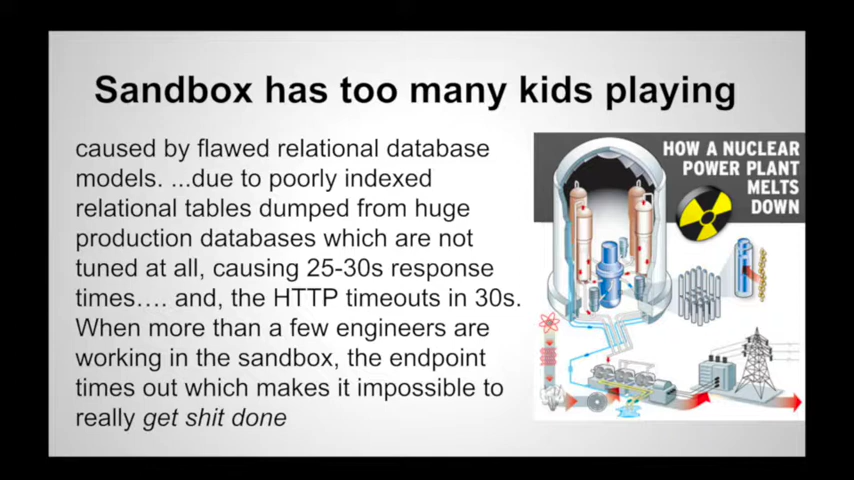 Sandbox has too many kids playing
caused by flawed relational database
models. ...due to poorly indexed
relational tables dumped from huge
production databases which are not
tuned at all, causing 25-30s response
times…. and, the HTTP timeouts in 30s.
When more than a few engineers are
working in the sandbox, the endpoint
times out which makes it impossible to
really get shit done
HOW A NUCLEAR
POWER PLANT
MELTS
DOWN